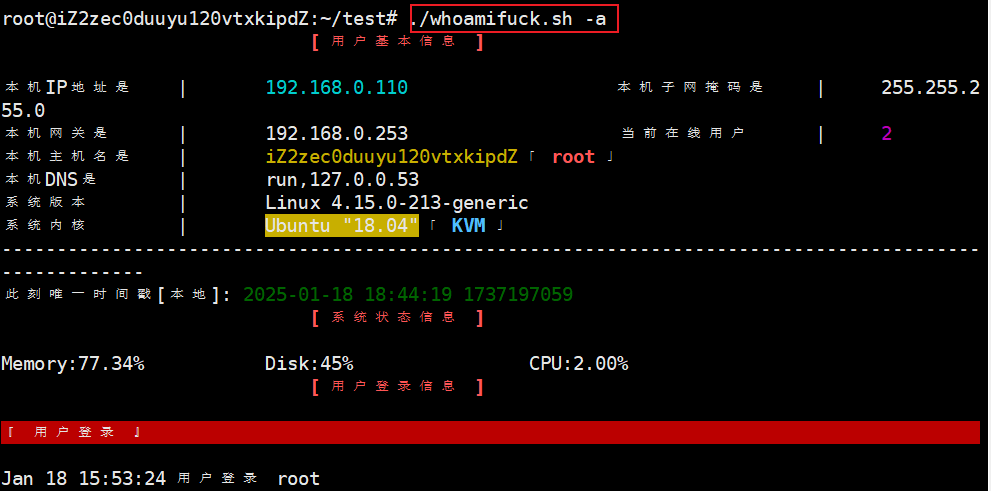 root@iZ2zec0duuyu120vtxkipdZ:~/test# ./whoamifuck.sh -a
[ 用户基本信息 ]
本机IP地址是 | 192.168.0.110 本机子网掩码是 | 255.255.2
55.0
本机网关是 | 192.168.0.253 当前在线用户 | 2
本机主机名是 | iZ2zec0duuyu120vtxkipdZ「 root 」
本机DNS是 | run,127.0.0.53
系统版本 | Linux 4.15.0-213-generic
系统内核 | Ubuntu "18.04"「 KVM 」
-----------------------------------------------------------------------------------------
-------------
此刻唯一时间戳[本地]: 2025-01-18 18:44:19 1737197059
[ 系统状态信息 ]
Memory:77.34% Disk:45% CPU:2.00%
[ 用户登录信息 ]
『 用户登录 』
Jan 18 15:53:24 用户登录 root